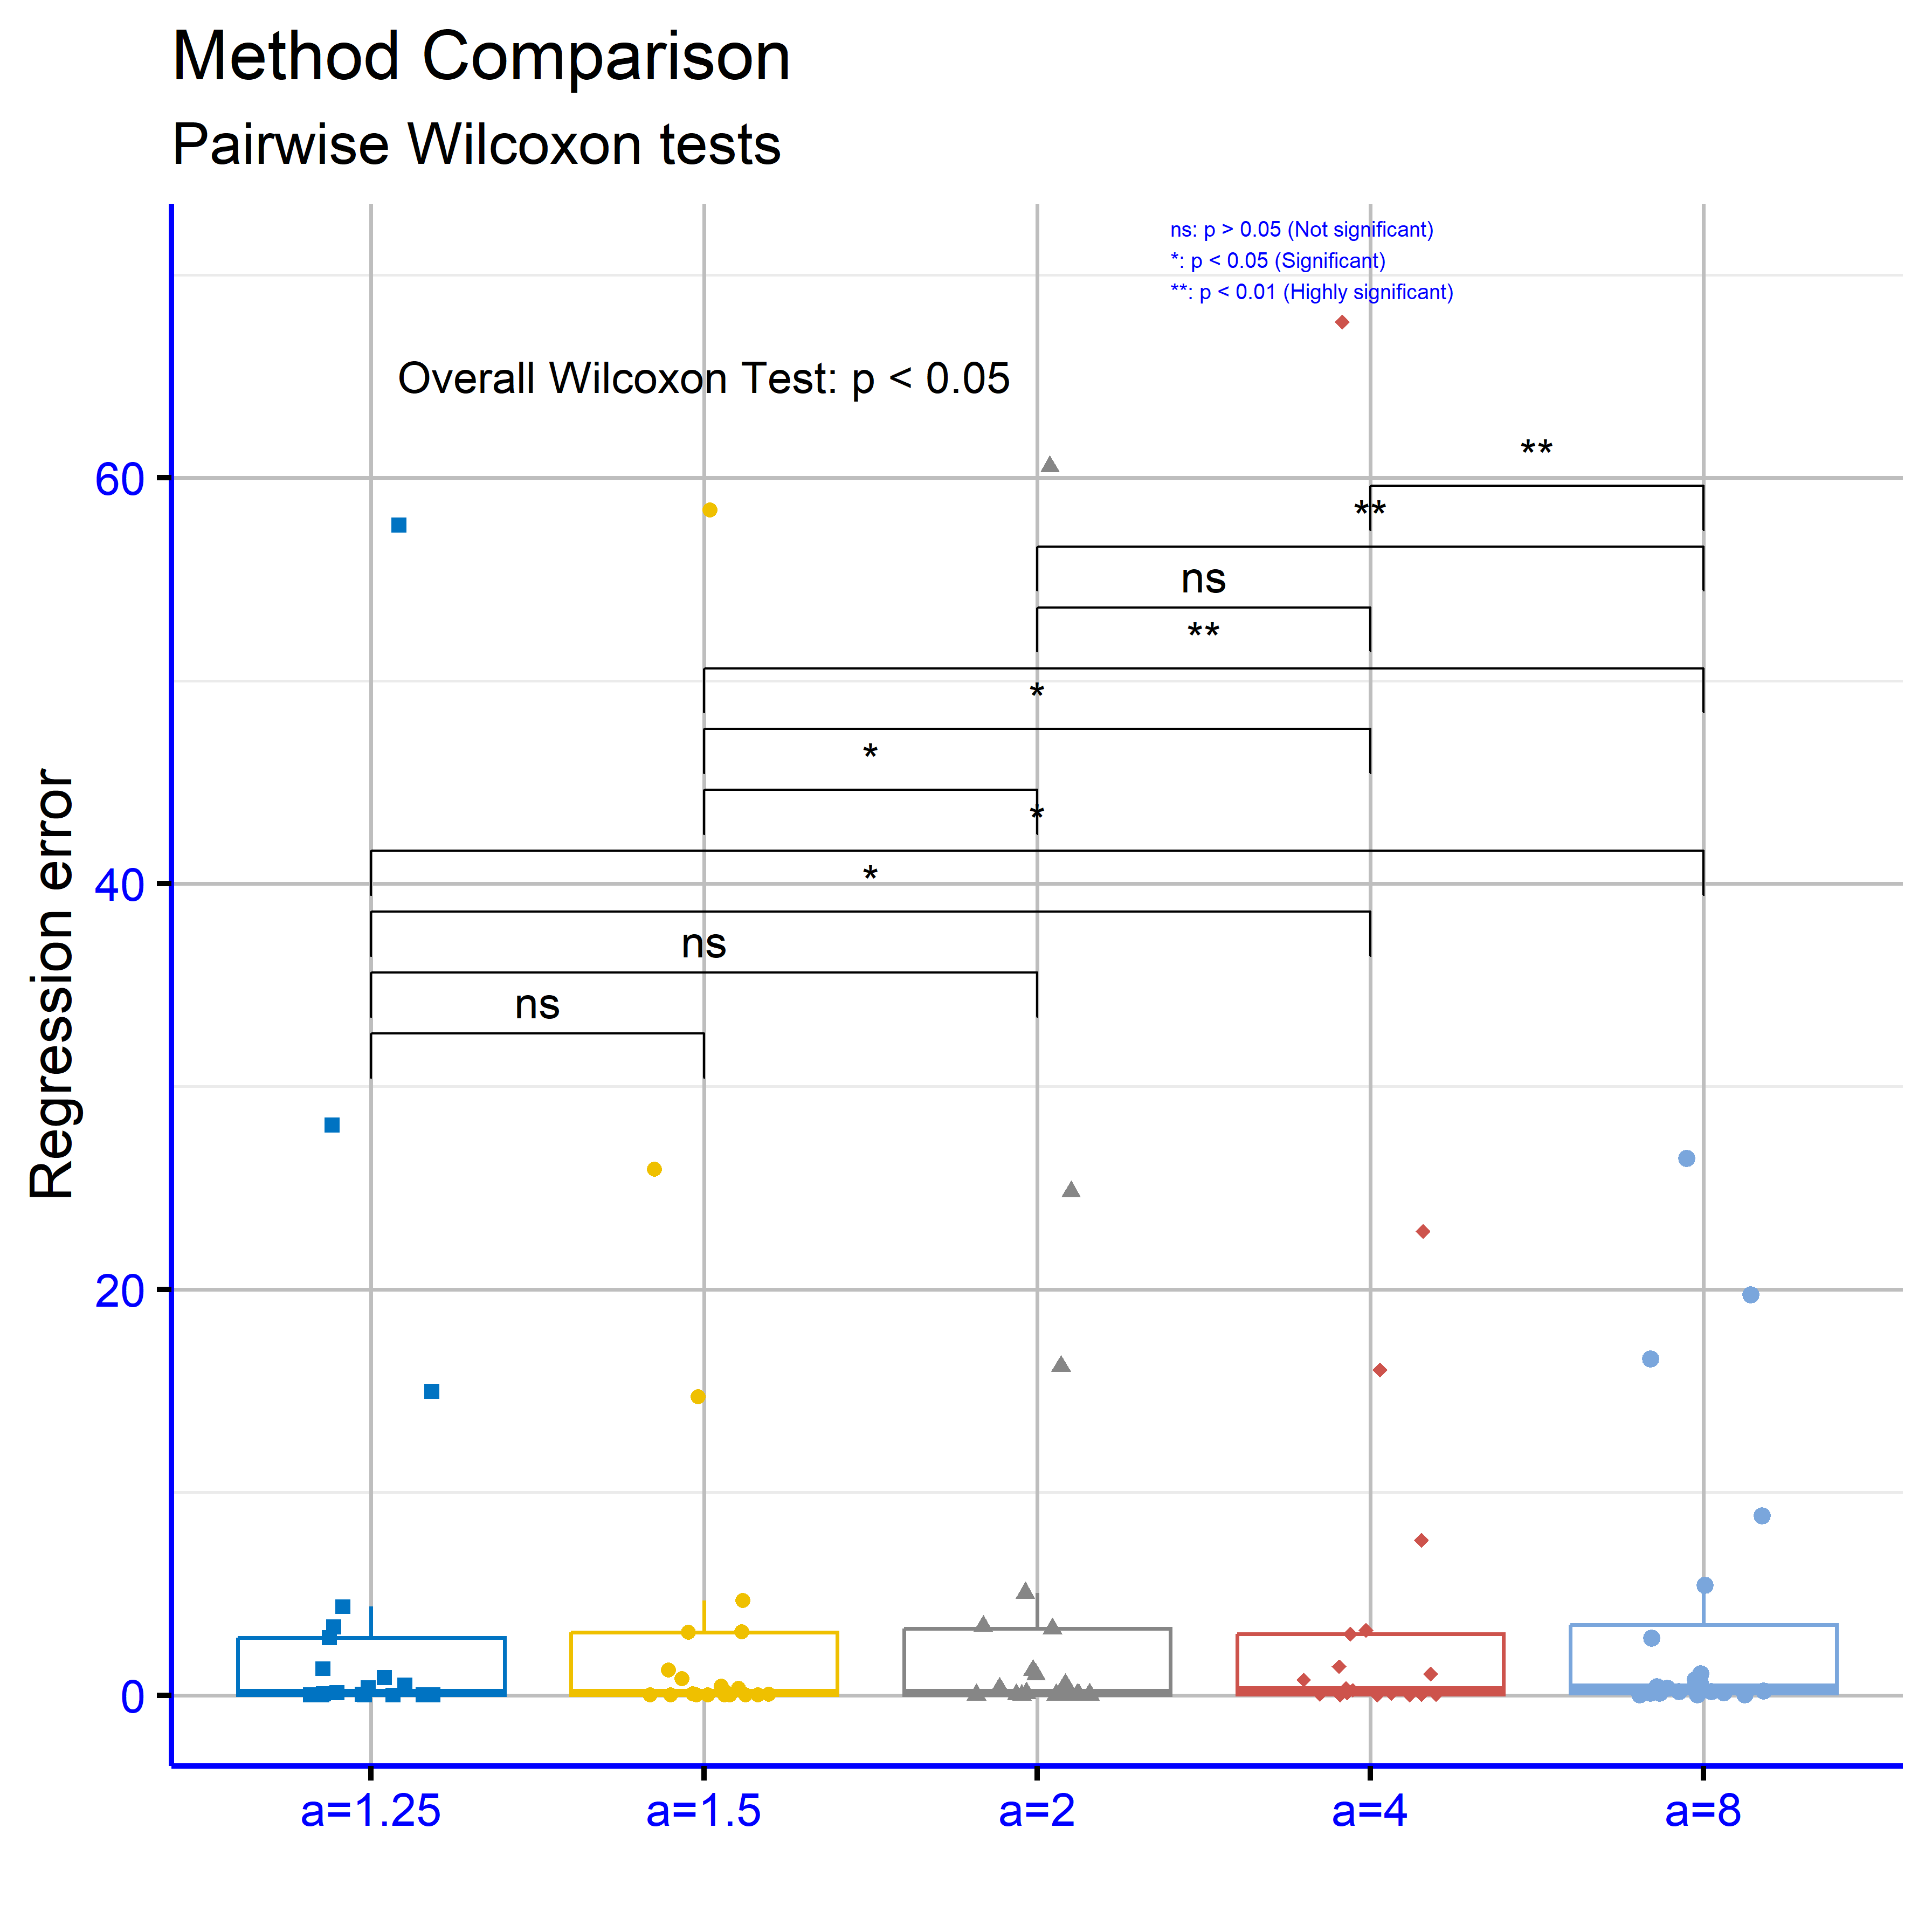 Method Comparison
Pairwise Wilcoxon tests
ns: p > 0.05 (Not significant)
*: p < 0.05 (Significant)
**: p < 0.01 (Highly significant)
Overall Wilcoxon Test: p < 0.05
**
60
**
ns
**
*
*
*
40
*
ns
ns
20
0
Regression error
a=1.25 a=1.5 a=2 a=4 a=8